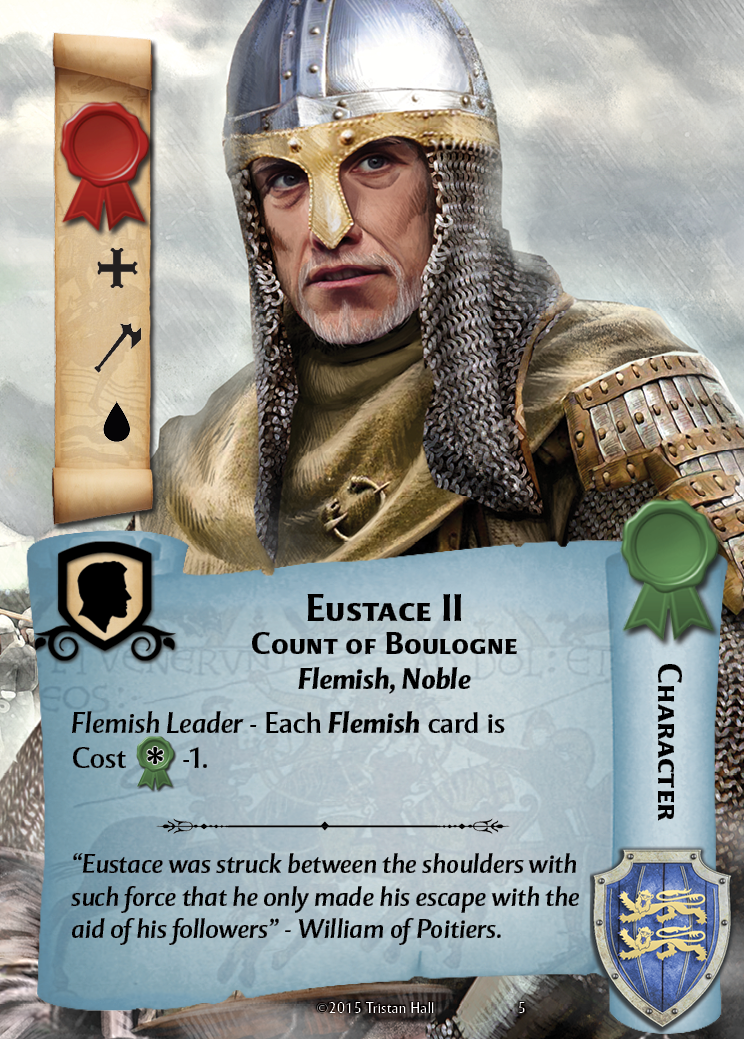 Eustace II
Count of Boulogne
Flemish, Noble
Flemish Leader - Each Flemish card is
Cost * -1.
“Eustace was struck between the shoulders with
such force that he only made his escape with the
aid of his followers” - William of Poitiers.
Character
©2015 Tristan Hall
5